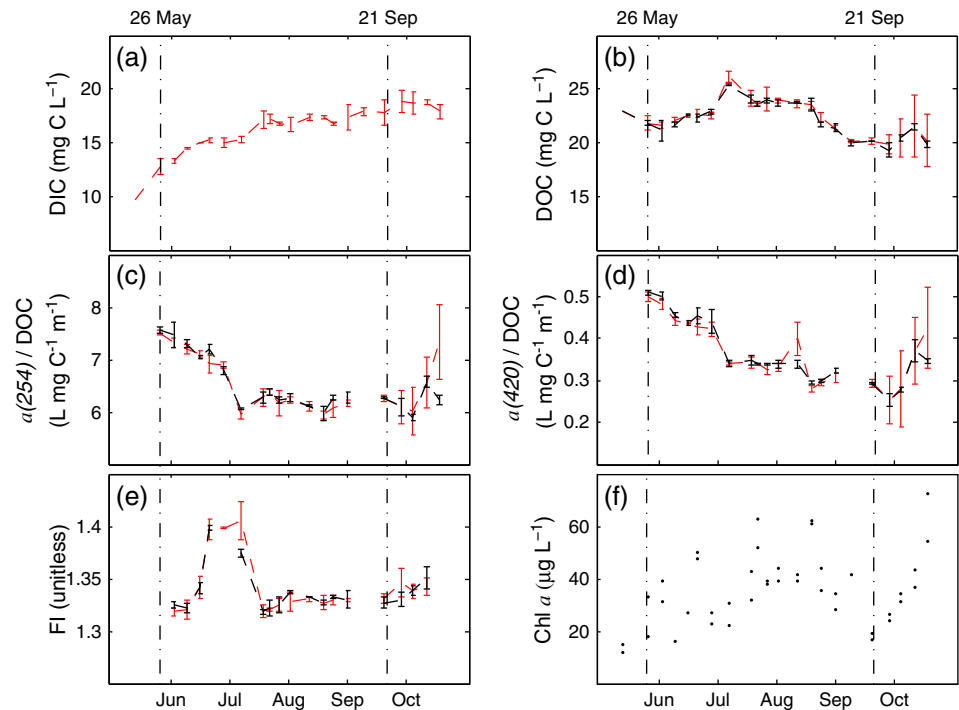 26 May
21 Sep
26 May
21 Sep
(a)
20
15
10
DIC (mg C L⁻¹)
(b)
25
20
15
DOC (mg C L⁻¹)
(c)
8
7
6
a(254) / DOC
(L mg C⁻¹ m⁻¹)
(d)
0.5
0.4
0.3
0.2
a(420) / DOC
(L mg C⁻¹ m⁻¹)
(e)
1.4
1.35
1.3
FI (unitless)
Jun
Jul
Aug
Sep
Oct
(f)
60
40
20
Chl a (µg L⁻¹)
Jun
Jul
Aug
Sep
Oct